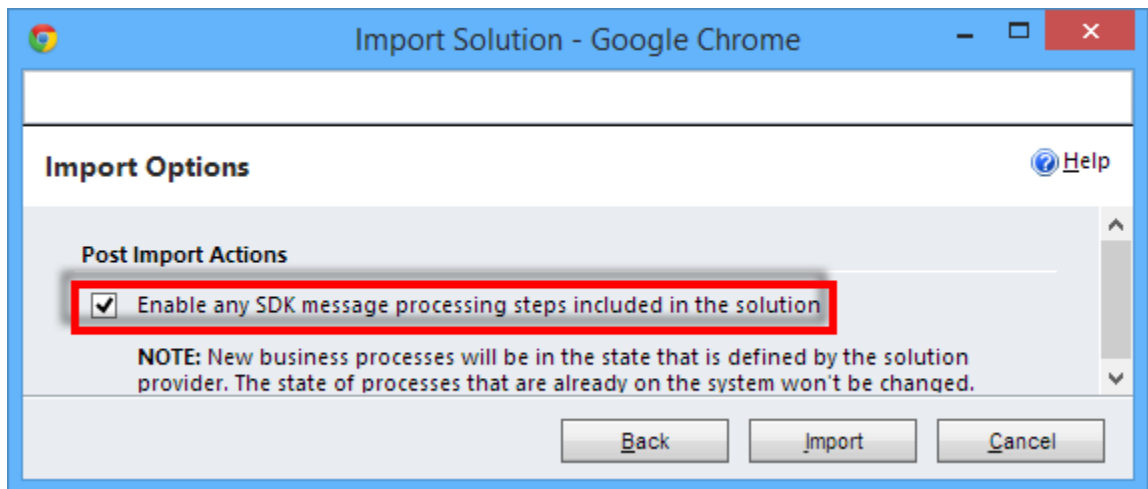 Import Solution - Google Chrome
Import Options
Help
Post Import Actions
Enable any SDK message processing steps included in the solution
NOTE: New business processes will be in the state that is defined by the solution
provider. The state of processes that are already on the system won't be changed.
Back
Import
Cancel